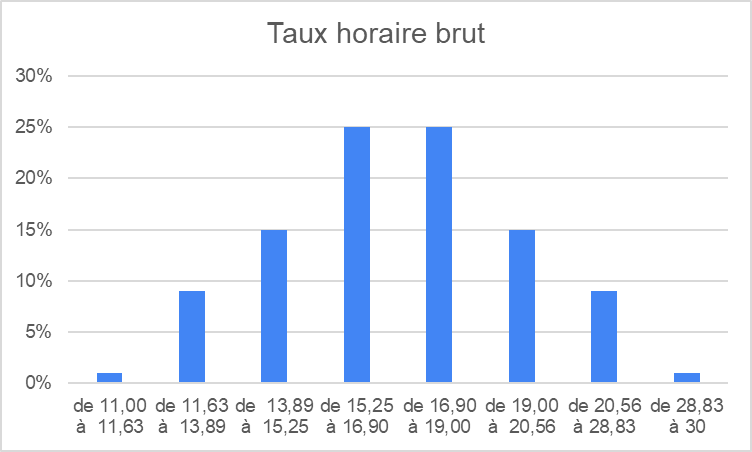 Taux horaire brut
30%
25%
20%
15%
10%
5%
0%
de 11,00 à 11,63
de 11,63 à 13,89
de 13,89 à 15,25
de 15,25 à 16,90
de 16,90 à 19,00
de 19,00 à 20,56
de 20,56 à 28,83
de 28,83 à 30